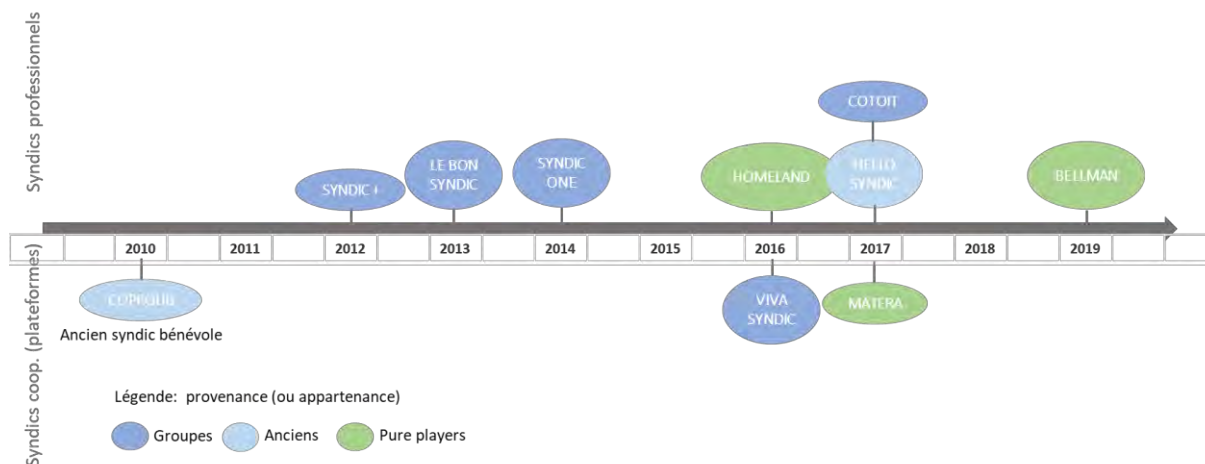 Syndics professionnels
COTOIT
LE BON
SYNDIC
SYNDIC
ONE
HOMELAND
HELLO
SYNDIC
BELLMAN
SYNDIC
2010
2011
2012
2013
2014
2015
2016
2017
2018
2019
Syndics coop. (plateformes)
VIVA
SYNDIC
MATERA
Ancien syndic bénévole
Légende: provenance (ou appartenance)
Groupes
Anciens
Pure players